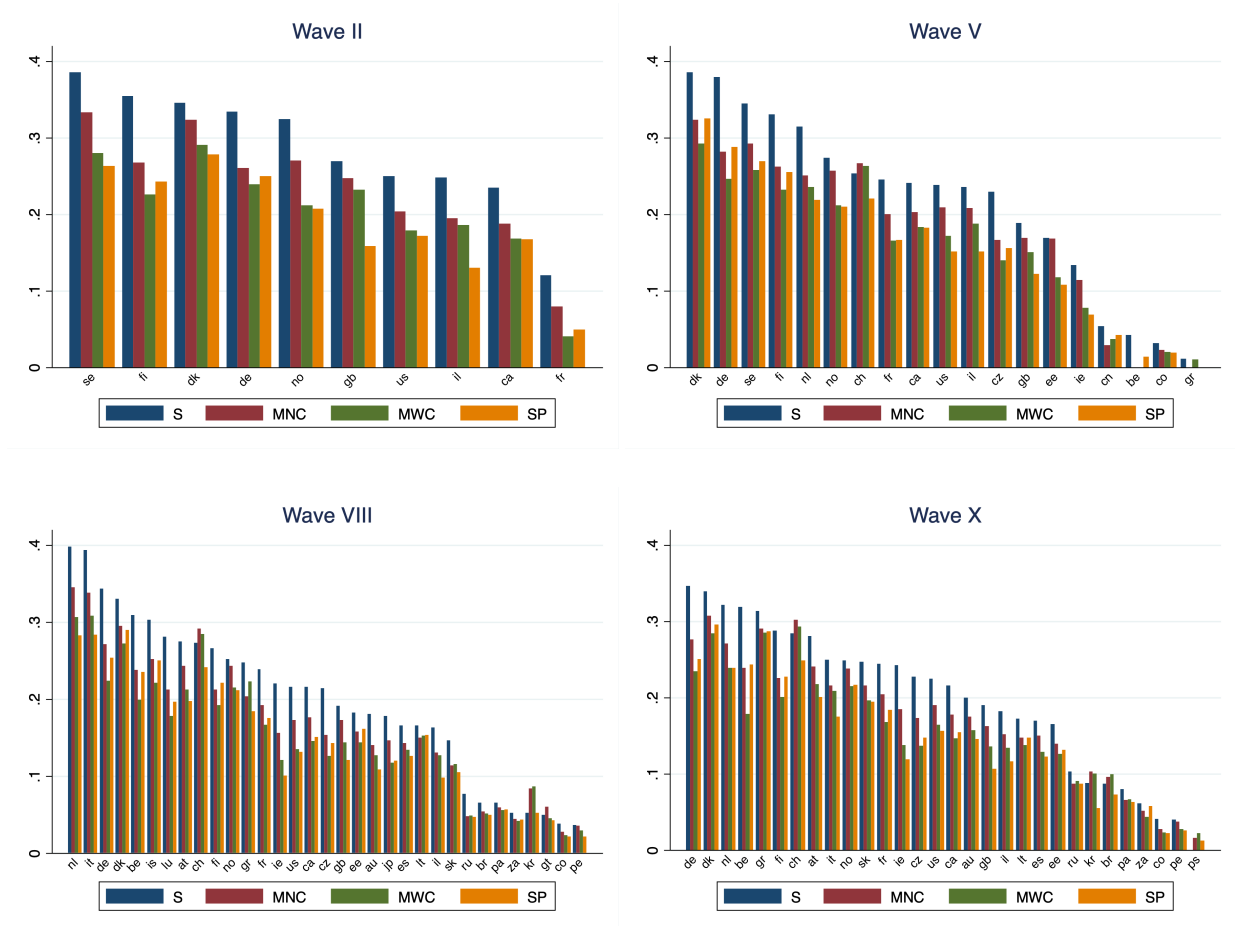 Wave II
.4
.3
.2
.1
0
se fi dk de no gb us il ca fr
S MNC MWC SP
Wave V
.4
.3
.2
.1
0
dk de se fi nl no ch fr ca us il cz gb ee ie cn be co gr
S MNC MWC SP
Wave VIII
.4
.3
.2
.1
0
nl it de dk be is lu at ch fi no gr fr ie us ca cz gb ee au jp es lt il sk ru br pa za kr gt co pe
S MNC MWC SP
Wave X
.4
.3
.2
.1
0
de dk nl be gr fi ch at it no sk fr ie cz us ca au gb il lt es ee ru kr br pa za co pe ps
S MNC MWC SP